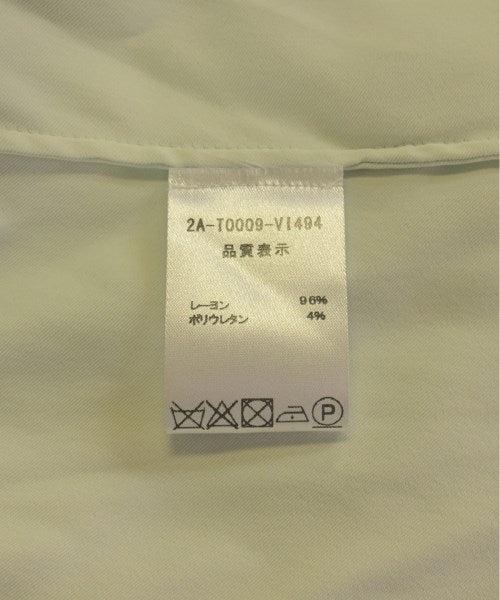 2A-T0009-VI494
品質表示
レーヨン 96%
ポリウレタン 4%
P